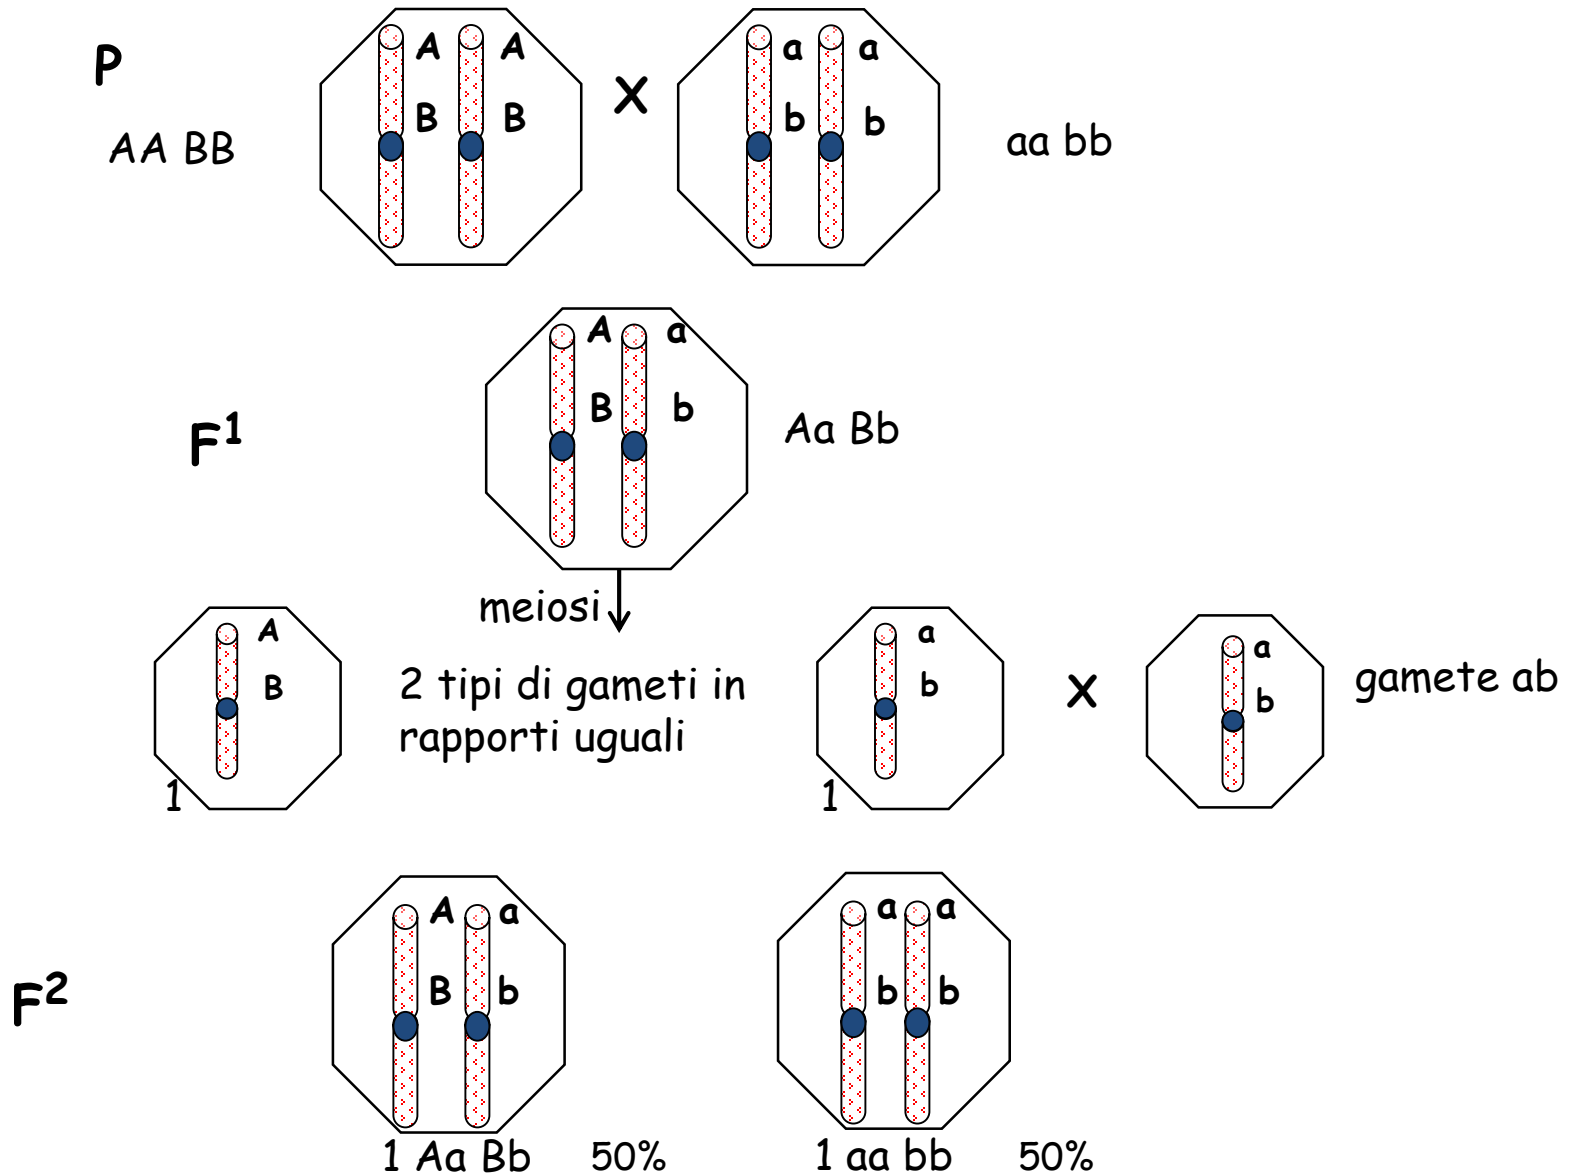 P
A A
B B
AA BB
X
a a
b b
aa bb
F1
A a
B b
Aa Bb
meiosi
A
B
1
2 tipi di gameti in
rapporti uguali
a
b
1
X
a
b
gamete ab
F2
A a
B b
1 Aa Bb 50%
a a
b b
1 aa bb 50%